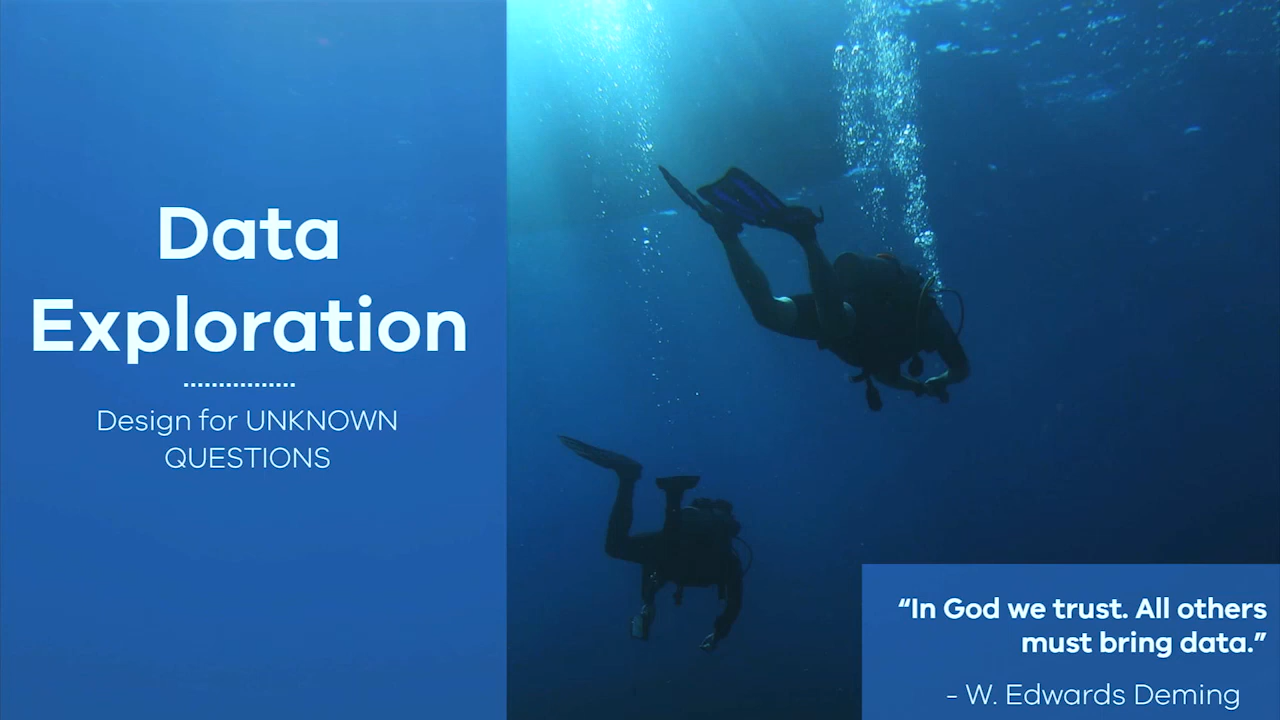 Data
Exploration
Design for UNKNOWN
QUESTIONS
“In God we trust. All others
must bring data.”
– W. Edwards Deming